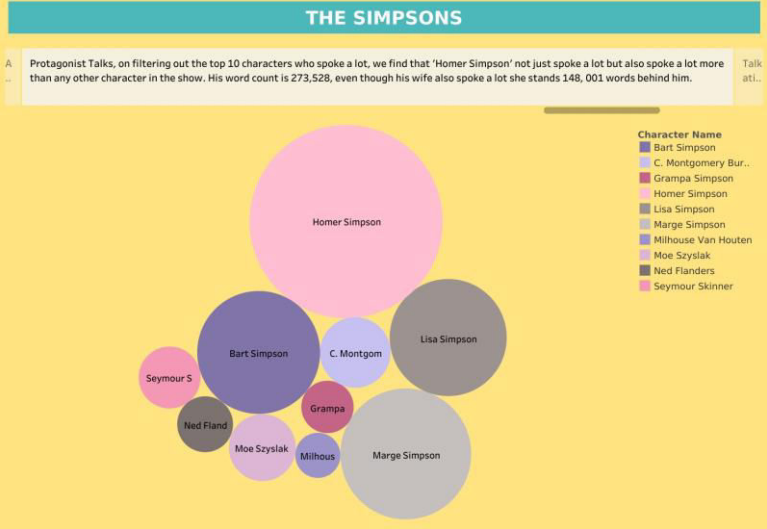 THE SIMPSONS
A
..
Protagonist Talks, on filtering out the top 10 characters who spoke a lot, we find that ‘Homer Simpson’ not just spoke a lot but also spoke a lot more
than any other character in the show. His word count is 273,528, even though his wife also spoke a lot she stands 148, 001 words behind him.
Talk
ati..
Character Name
Bart Simpson
C. Montgomery Bur..
Grampa Simpson
Homer Simpson
Lisa Simpson
Marge Simpson
Milhouse Van Houten
Moe Szyslak
Ned Flanders
Seymour Skinner
Homer Simpson
Lisa Simpson
Bart Simpson
C. Montgom
Seymour S
Grampa
Ned Fland
Moe Szyslak
Milhous
Marge Simpson